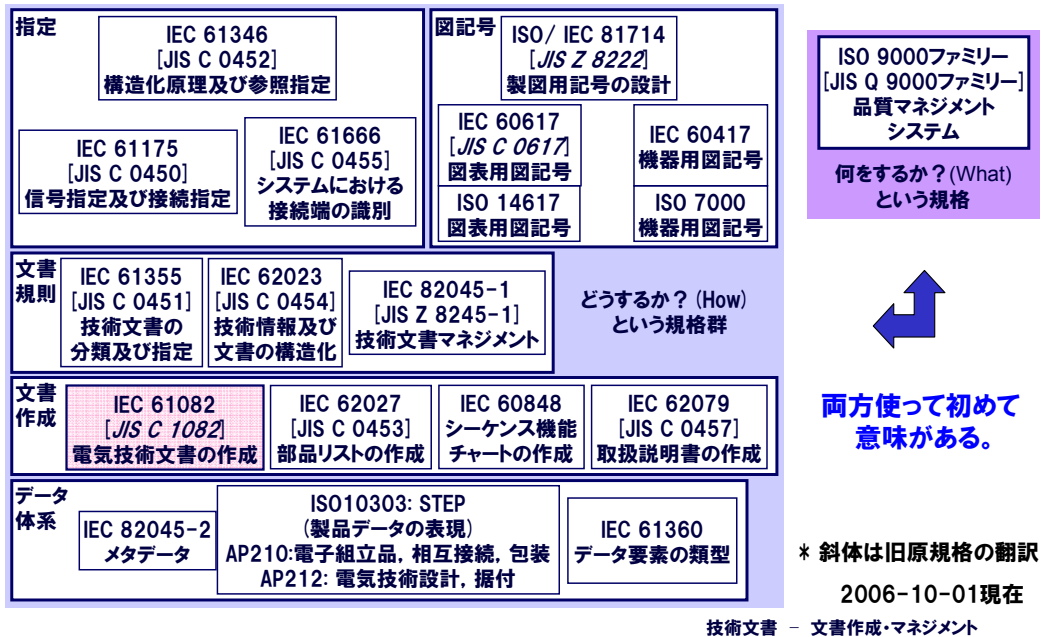 指定
IEC 61346
[JIS C 0452]
構造化原理及び参照指定
IEC 61175
[JIS C 0450]
信号指定及び接続指定
IEC 61666
[JIS C 0455]
システムにおける
接続端の識別
図記号
ISO/ IEC 81714
[JIS Z 8222]
製図用記号の設計
IEC 60617
[JIS C 0617]
図表用図記号
IEC 60417
機器用図記号
ISO 14617
図表用図記号
ISO 7000
機器用図記号
ISO 9000ファミリー
[JIS Q 9000ファミリー]
品質マネジメント
システム
何をするか？(What)
という規格
文書
規則
IEC 61355
[JIS C 0451]
技術文書の
分類及び指定
IEC 62023
[JIS C 0454]
技術情報及び
文書の構造化
IEC 82045-1
[JIS Z 8245-1]
技術文書マネジメント
どうするか？(How)
という規格群
文書
作成
IEC 61082
[JIS C 1082]
電気技術文書の作成
IEC 62027
[JIS C 0453]
部品リストの作成
IEC 60848
シーケンス機能
チャートの作成
IEC 62079
[JIS C 0457]
取扱説明書の作成
両方使って初めて
意味がある。
データ
体系
IEC 82045-2
メタデータ
ISO10303: STEP
(製品データの表現)
AP210:電子組立品, 相互接続, 包装
AP212: 電気技術設計, 据付
IEC 61360
データ要素の類型
* 斜体は旧原規格の翻訳
2006-10-01現在
技術文書 － 文書作成・マネジメント